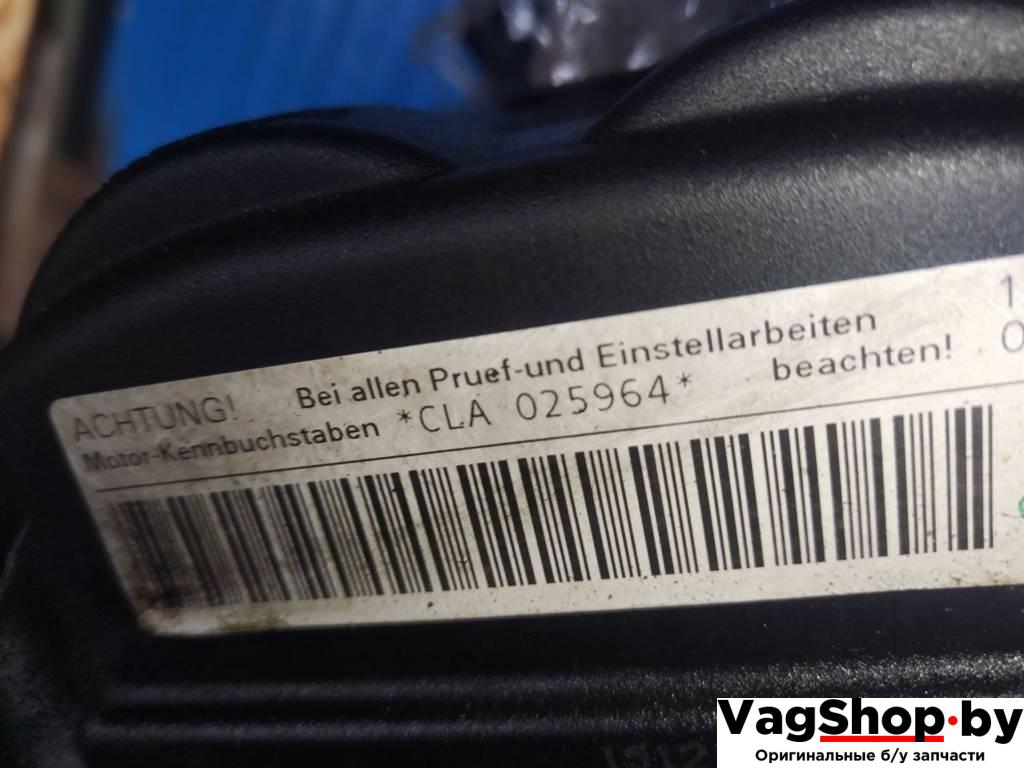 ACHTUNG! Bei allen Pruef-und Einstellarbeiten
Motor-Kennbuchstaben *CLA 025964* beachten!
VagShop.by
Оригинальные б/у запчасти